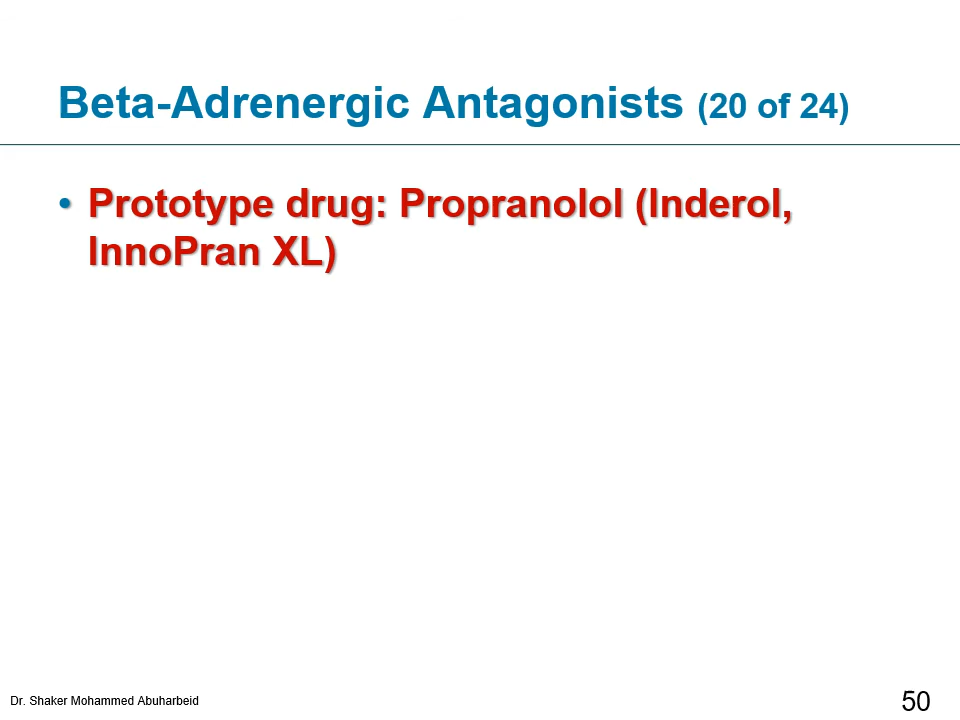 Beta-Adrenergic Antagonists (20 of 24)
• Prototype drug: Propranolol (Inderol,
InnoPran XL)
Dr. Shaker Mohammed Abuharbeid
50